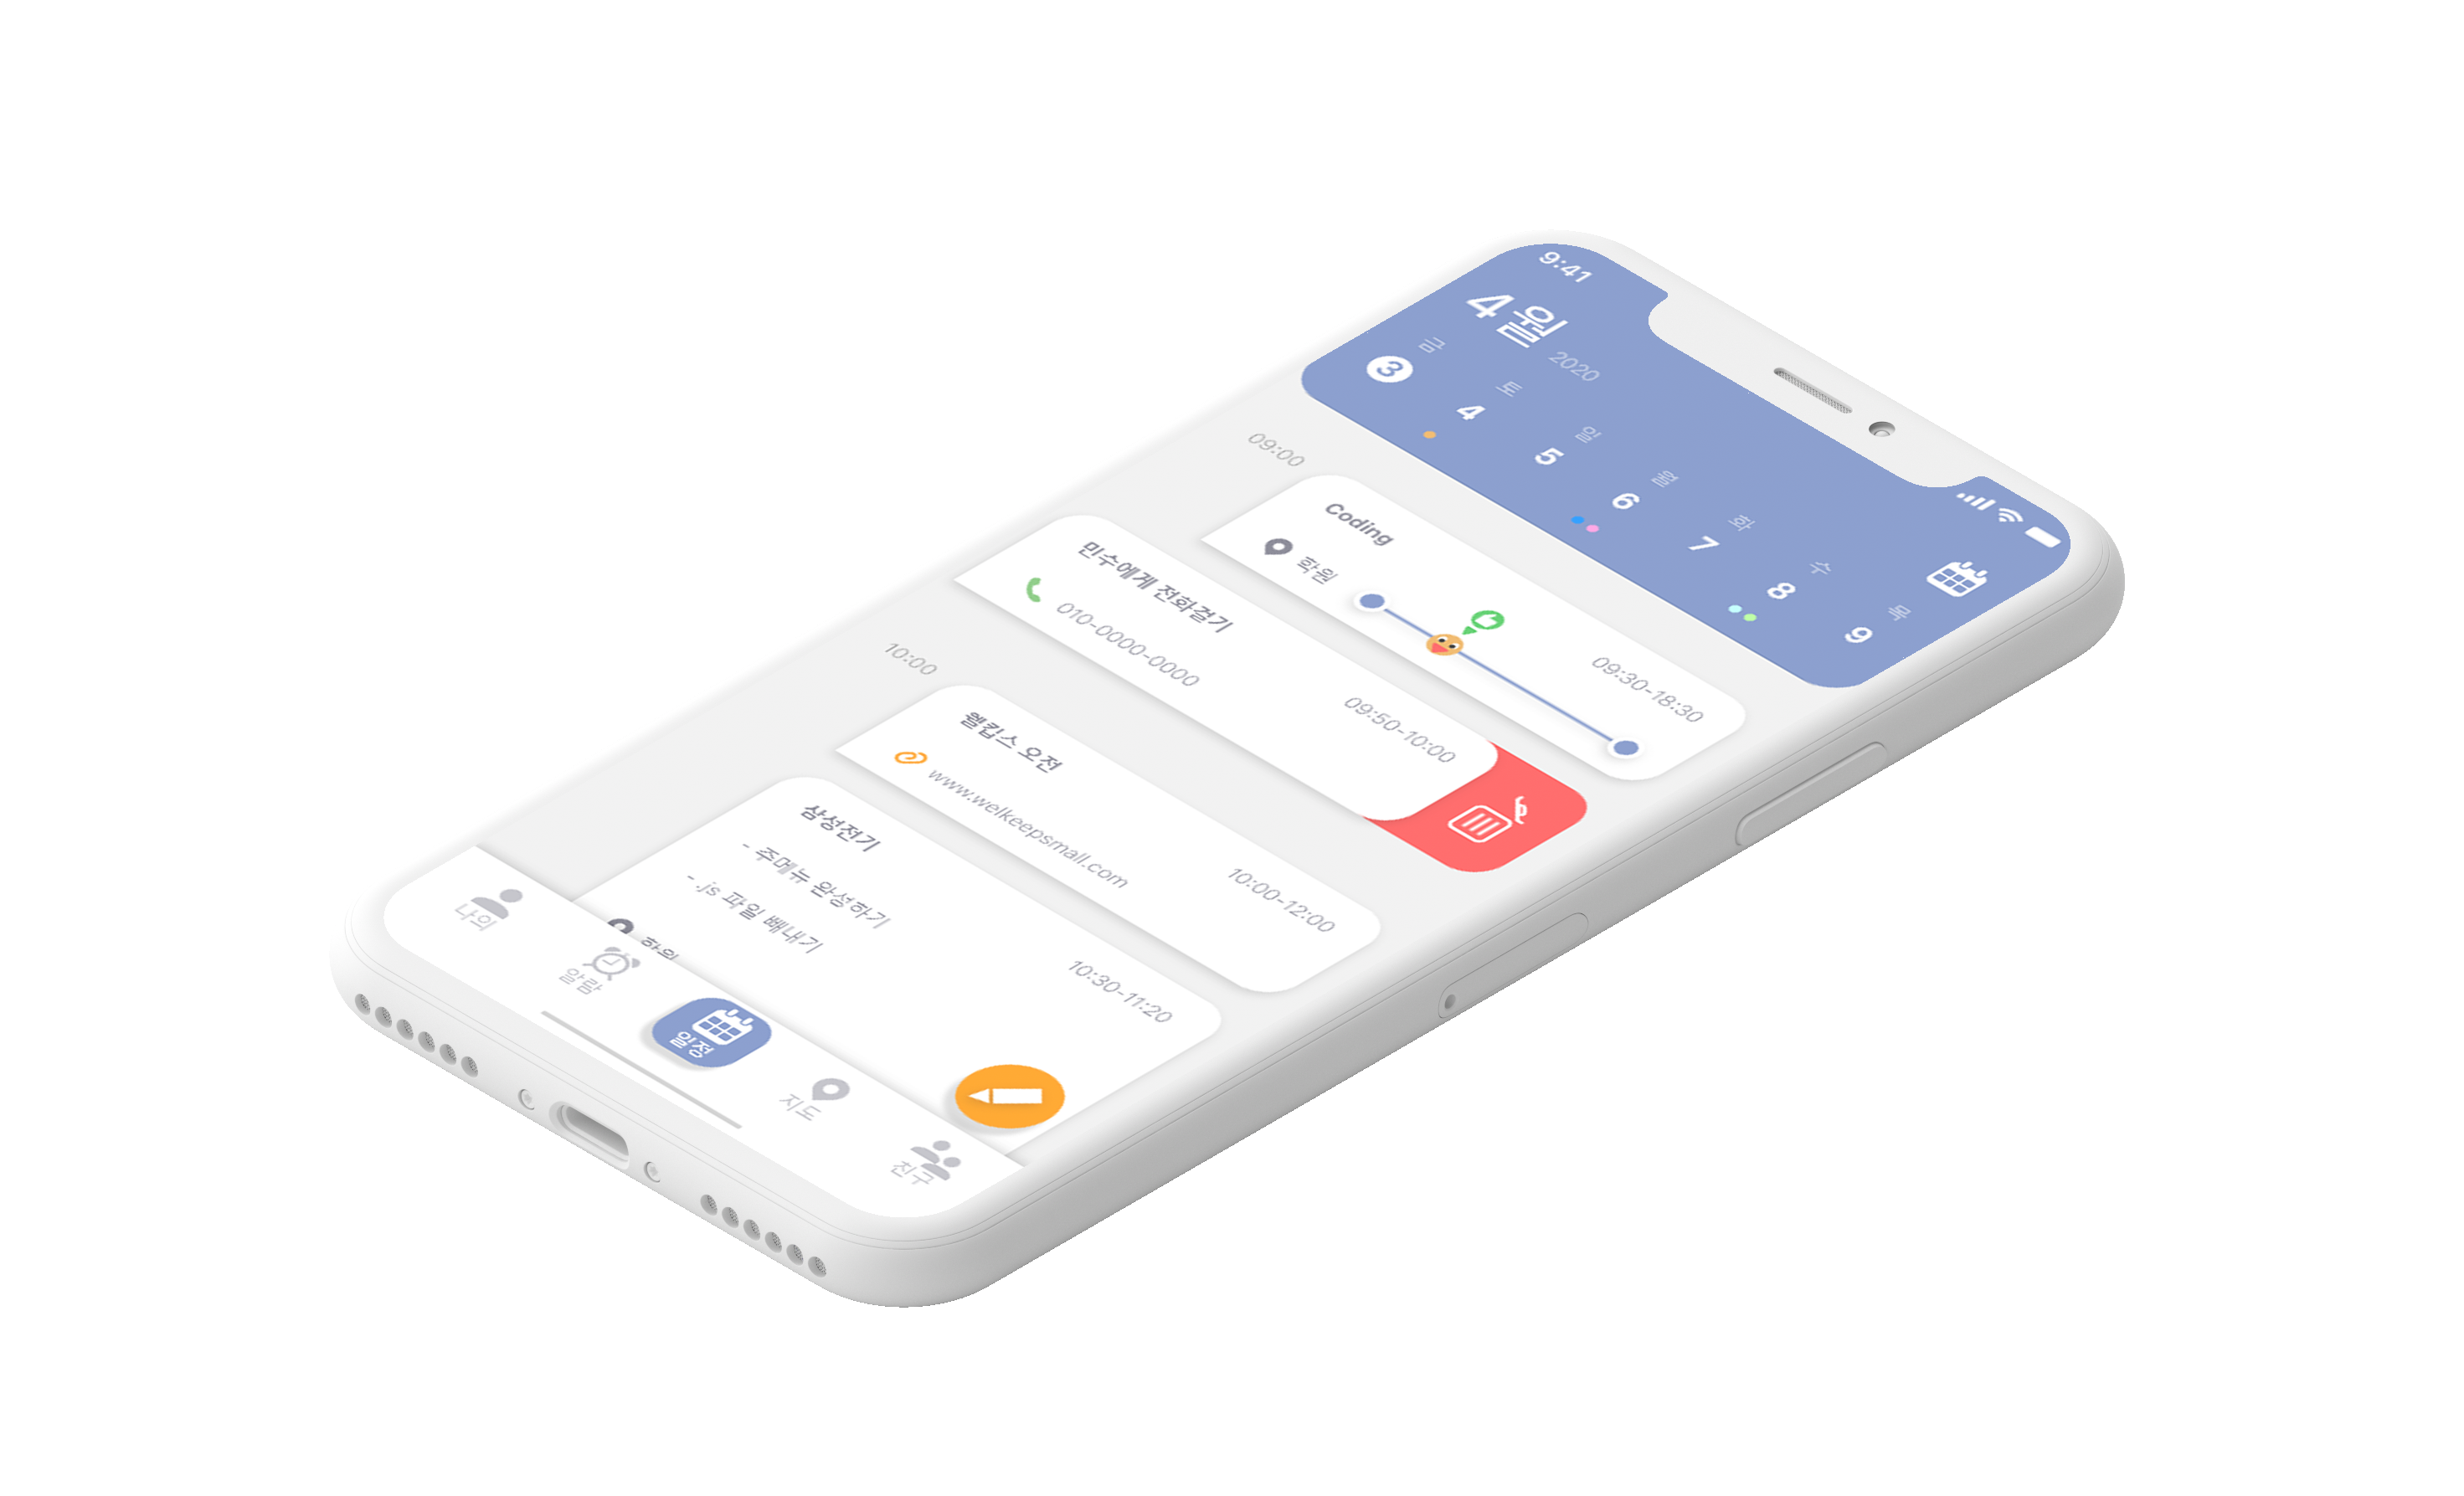 9:41
4월 2020
금 토 일 월 화 수 목
3 4 5 6 7 8 9
09:00
Coding
학원
09:30-18:30
민수에게 전화걸기
010-0000-0000
09:50-10:00
10:00
웰킵스 오전
www.welkeepsmall.com
10:00-12:00
삼성전기
- 주메뉴 완성하기
- .js 파일 빼내기
10:30-11:20
나의 알람 일정 지도 친구